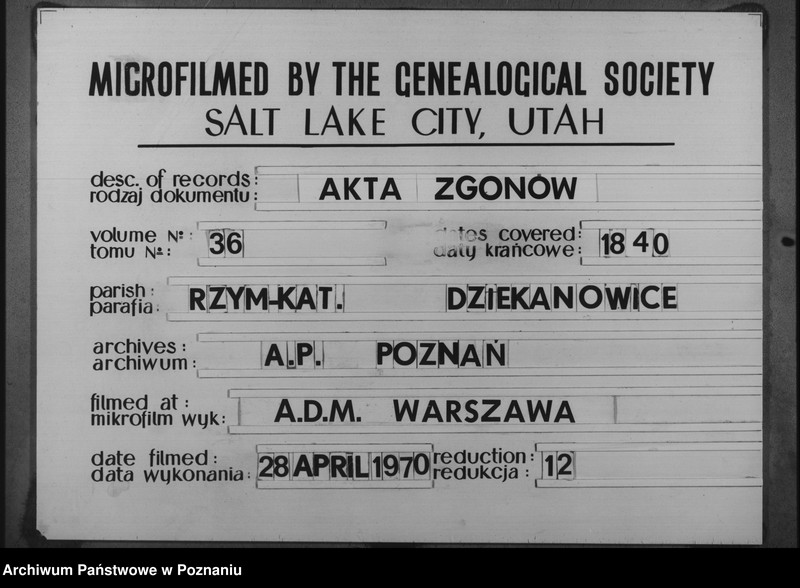 MICROFILMED BY THE GENEALOGICAL SOCIETY
SALT LAKE CITY, UTAH
desc. of records:
rodzaj dokumentu: AKTA ZGONÓW
volume №:
tomu №: 36
dates covered:
daty krańcowe: 1840
parish:
parafia: RZYM-KAT. DZIEKANOWICE
archives:
archiwum: A.P. POZNAŃ
filmed at:
mikrofilm wyk: A.D.M. WARSZAWA
date filmed:
data wykonania: 28 APRIL 1970
reduction:
redukcja: 12
Archiwum Państwowe w Poznaniu